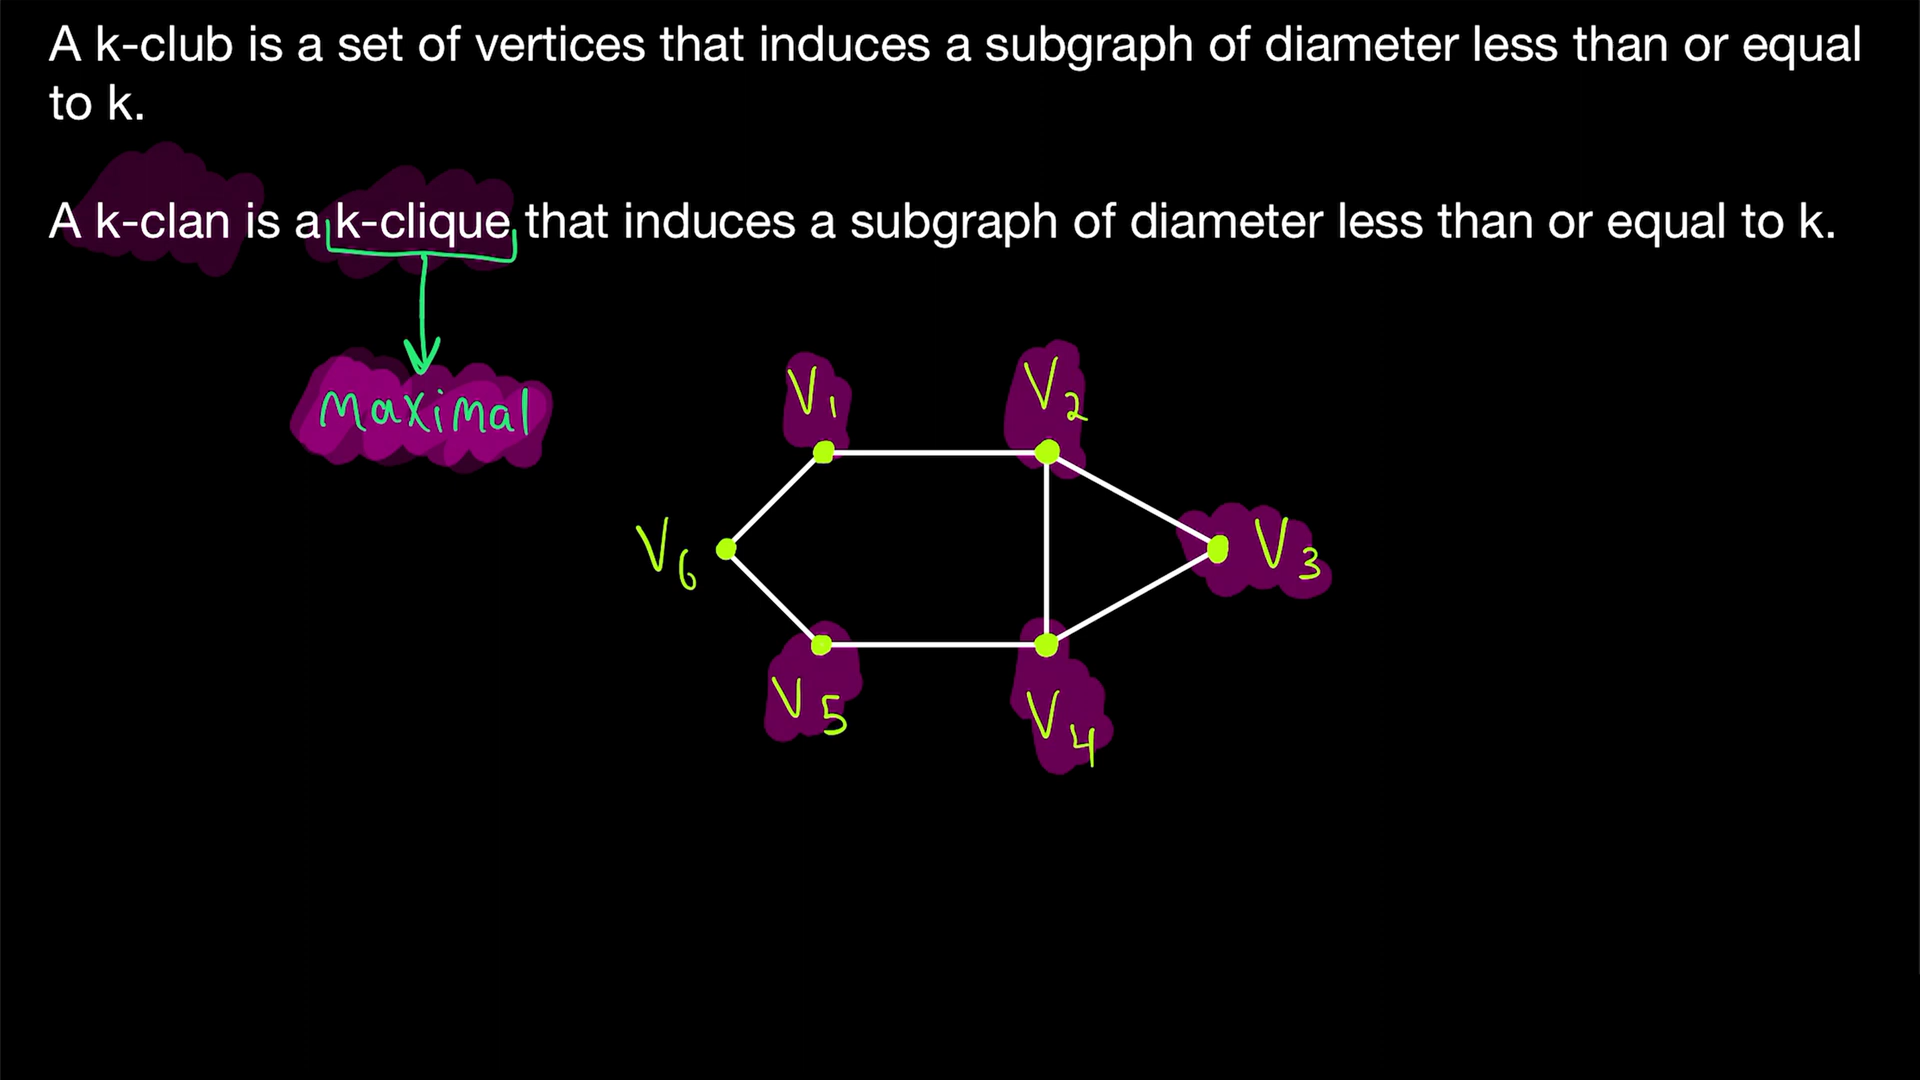 A k-club is a set of vertices that induces a subgraph of diameter less than or equal
to k.
A k-clan is a k-clique that induces a subgraph of diameter less than or equal to k.
maximal
V1
V2
V6
V3
V5
V4